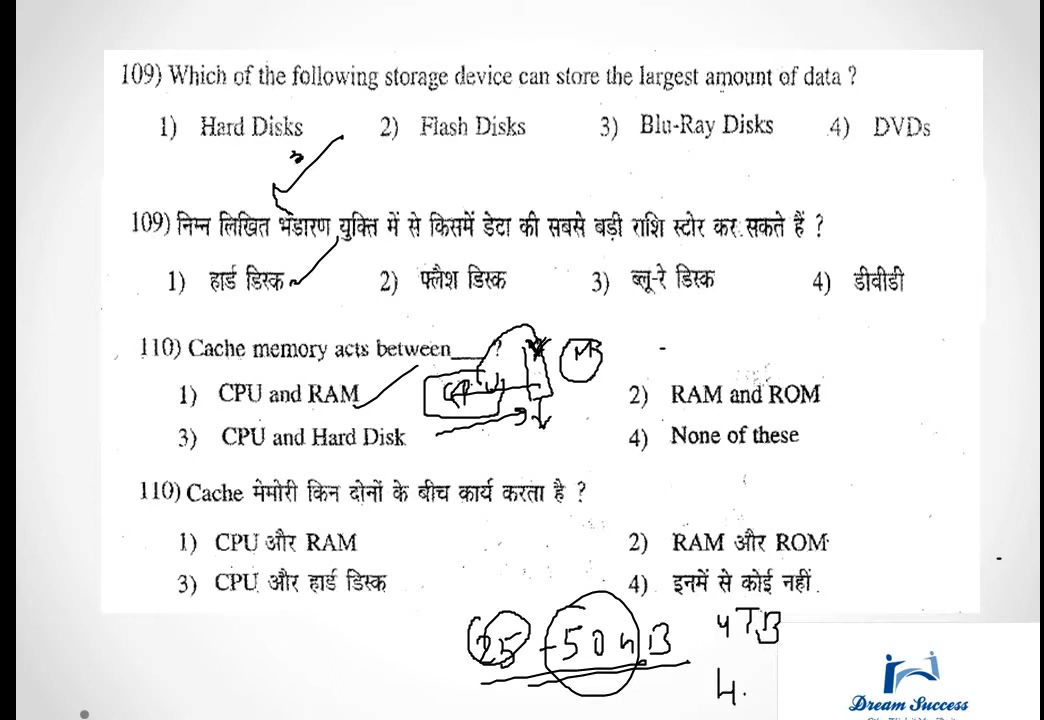 109) Which of the following storage device can store the largest amount of data ?
1) Hard Disks 2) Flash Disks 3) Blu-Ray Disks 4) DVDs
109) निम्न लिखित भंडारण युक्ति में से किसमें डेटा की सबसे बड़ी राशि स्टोर कर सकते हैं ?
1) हार्ड डिस्क 2) फ्लैश डिस्क 3) ब्लू-रे डिस्क 4) डीवीडी
110) Cache memory acts between____ ?
CPU
1) CPU and RAM 2) RAM and ROM
3) CPU and Hard Disk 4) None of these
110) Cache मेमोरी किन दोनों के बीच कार्य करता है ?
1) CPU और RAM 2) RAM और ROM
3) CPU और हार्ड डिस्क 4) इनमें से कोई नहीं.
25 - 50 B 4TB
4.
Dream Success